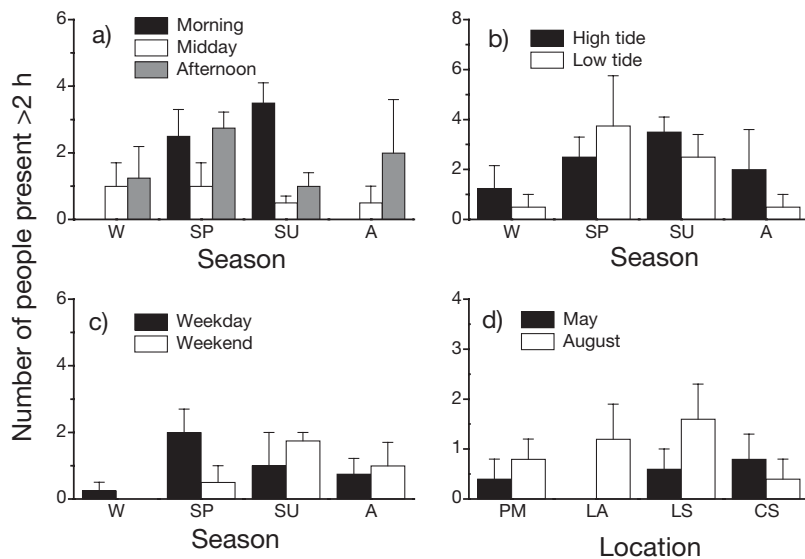 Number of people present >2 h
a)
Morning
Midday
Afternoon
6
4
2
0
W SP SU A
Season
b)
High tide
Low tide
8
6
4
2
0
W SP SU A
Season
c)
Weekday
Weekend
6
4
2
0
W SP SU A
Season
d)
May
August
4
3
2
1
0
PM LA LS CS
Location